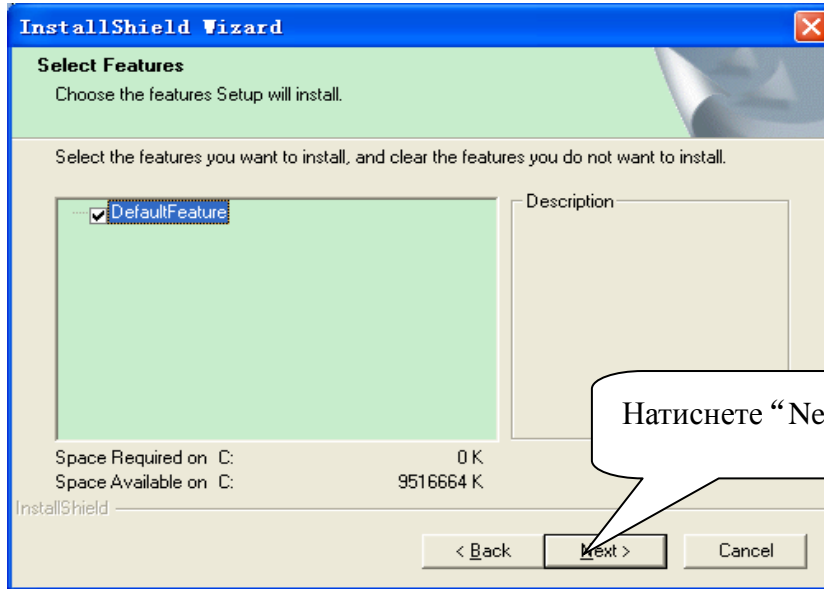 InstallShield Wizard
Select Features
Choose the features Setup will install.
Select the features you want to install, and clear the features you do not want to install.
DefaultFeature
Description
Натиснете “Ne
Space Required on C: 0 K
Space Available on C: 9516664 K
InstallShield
< Back Next > Cancel